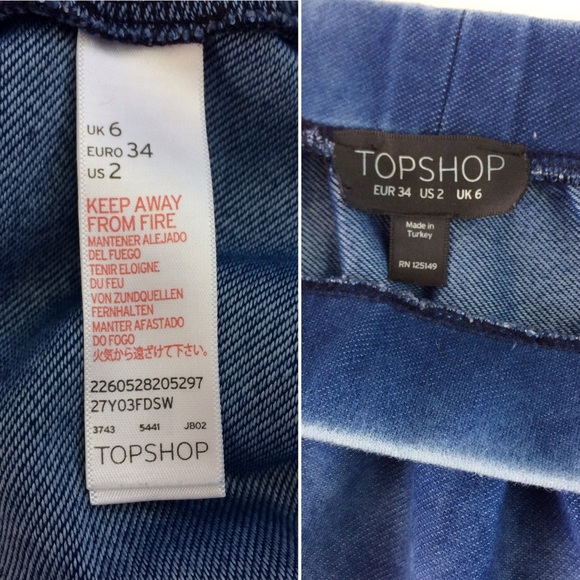 UK 6
EURO 34
US 2
KEEP AWAY
FROM FIRE
MANTENER ALEJADO
DEL FUEGO
TENIR ELOIGNE
DU FEU
VON ZUNDQUELLEN
FERNHALTEN
MANTER AFASTADO
DO FOGO
火気から遠ざけて下さい。
2260528205297
27Y03FDSW
3743 5441 JB02
TOPSHOP
TOPSHOP
EUR 34 US 2 UK 6
Made in
Turkey
RN 125149